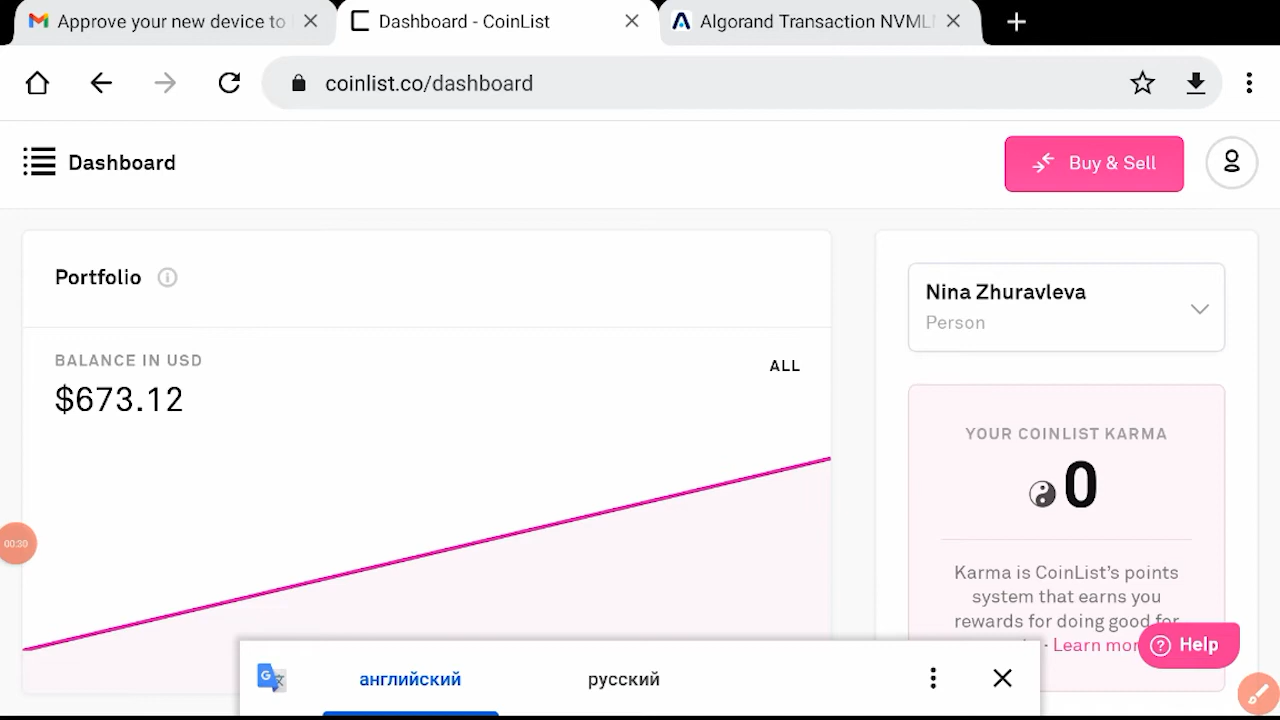 Approve your new device to
Dashboard - CoinList
Algorand Transaction NVML
coinlist.co/dashboard
Dashboard
Buy & Sell
Portfolio
BALANCE IN USD
$673.12
ALL
Nina Zhuravleva
Person
YOUR COINLIST KARMA
0
Karma is CoinList’s points
system that earns you
rewards for doing good for
- Learn mor
Help
00:30
английский
русский